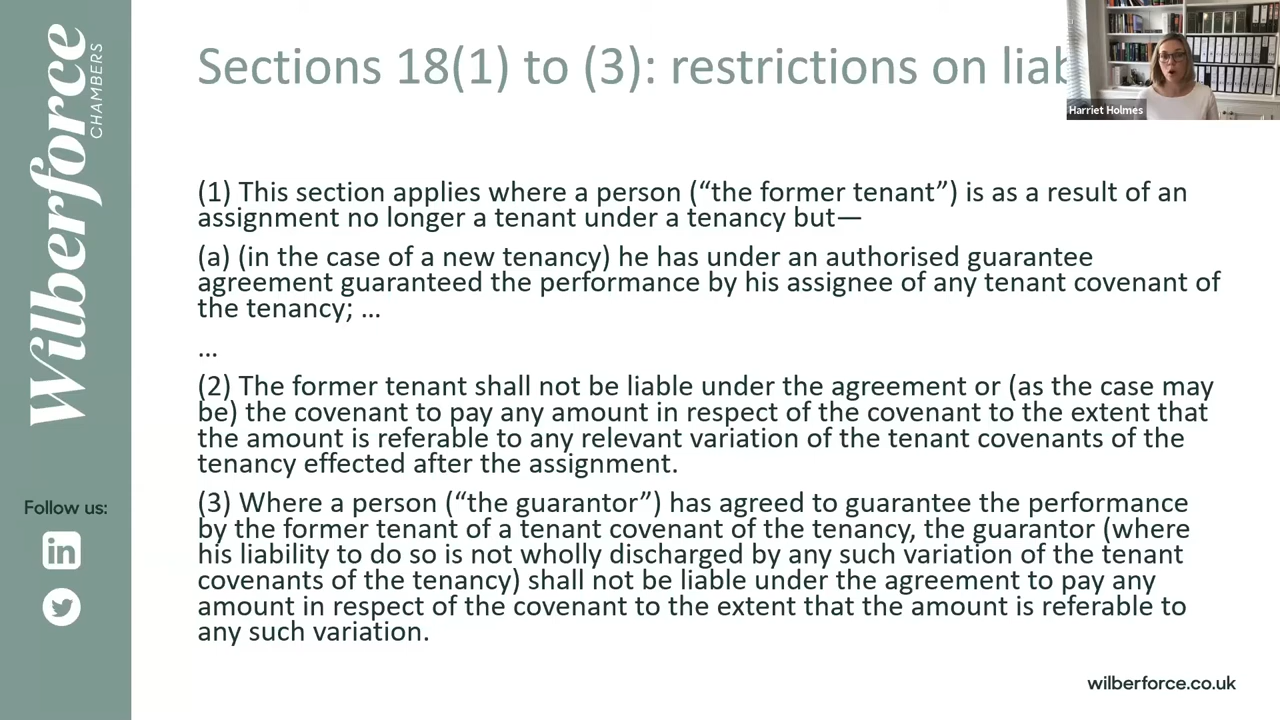 Wilberforce
CHAMBERS
Follow us:
in
Sections 18(1) to (3): restrictions on liab
Harriet Holmes
(1) This section applies where a person (“the former tenant”) is as a result of an
assignment no longer a tenant under a tenancy but—
(a) (in the case of a new tenancy) he has under an authorised guarantee
agreement guaranteed the performance by his assignee of any tenant covenant of
the tenancy; ...
...
(2) The former tenant shall not be liable under the agreement or (as the case may
be) the covenant to pay any amount in respect of the covenant to the extent that
the amount is referable to any relevant variation of the tenant covenants of the
tenancy effected after the assignment.
(3) Where a person (“the guarantor”) has agreed to guarantee the performance
by the former tenant of a tenant covenant of the tenancy, the guarantor (where
his liability to do so is not wholly discharged by any such variation of the tenant
covenants of the tenancy) shall not be liable under the agreement to pay any
amount in respect of the covenant to the extent that the amount is referable to
any such variation.
wilberforce.co.uk